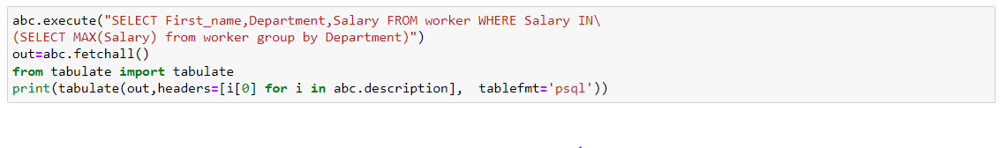 abc.execute("SELECT First_name,Department,Salary FROM worker WHERE Salary IN\
(SELECT MAX(Salary) from worker group by Department)")
out=abc.fetchall()
from tabulate import tabulate
print(tabulate(out,headers=[i[0] for i in abc.description],  tablefmt='psql'))